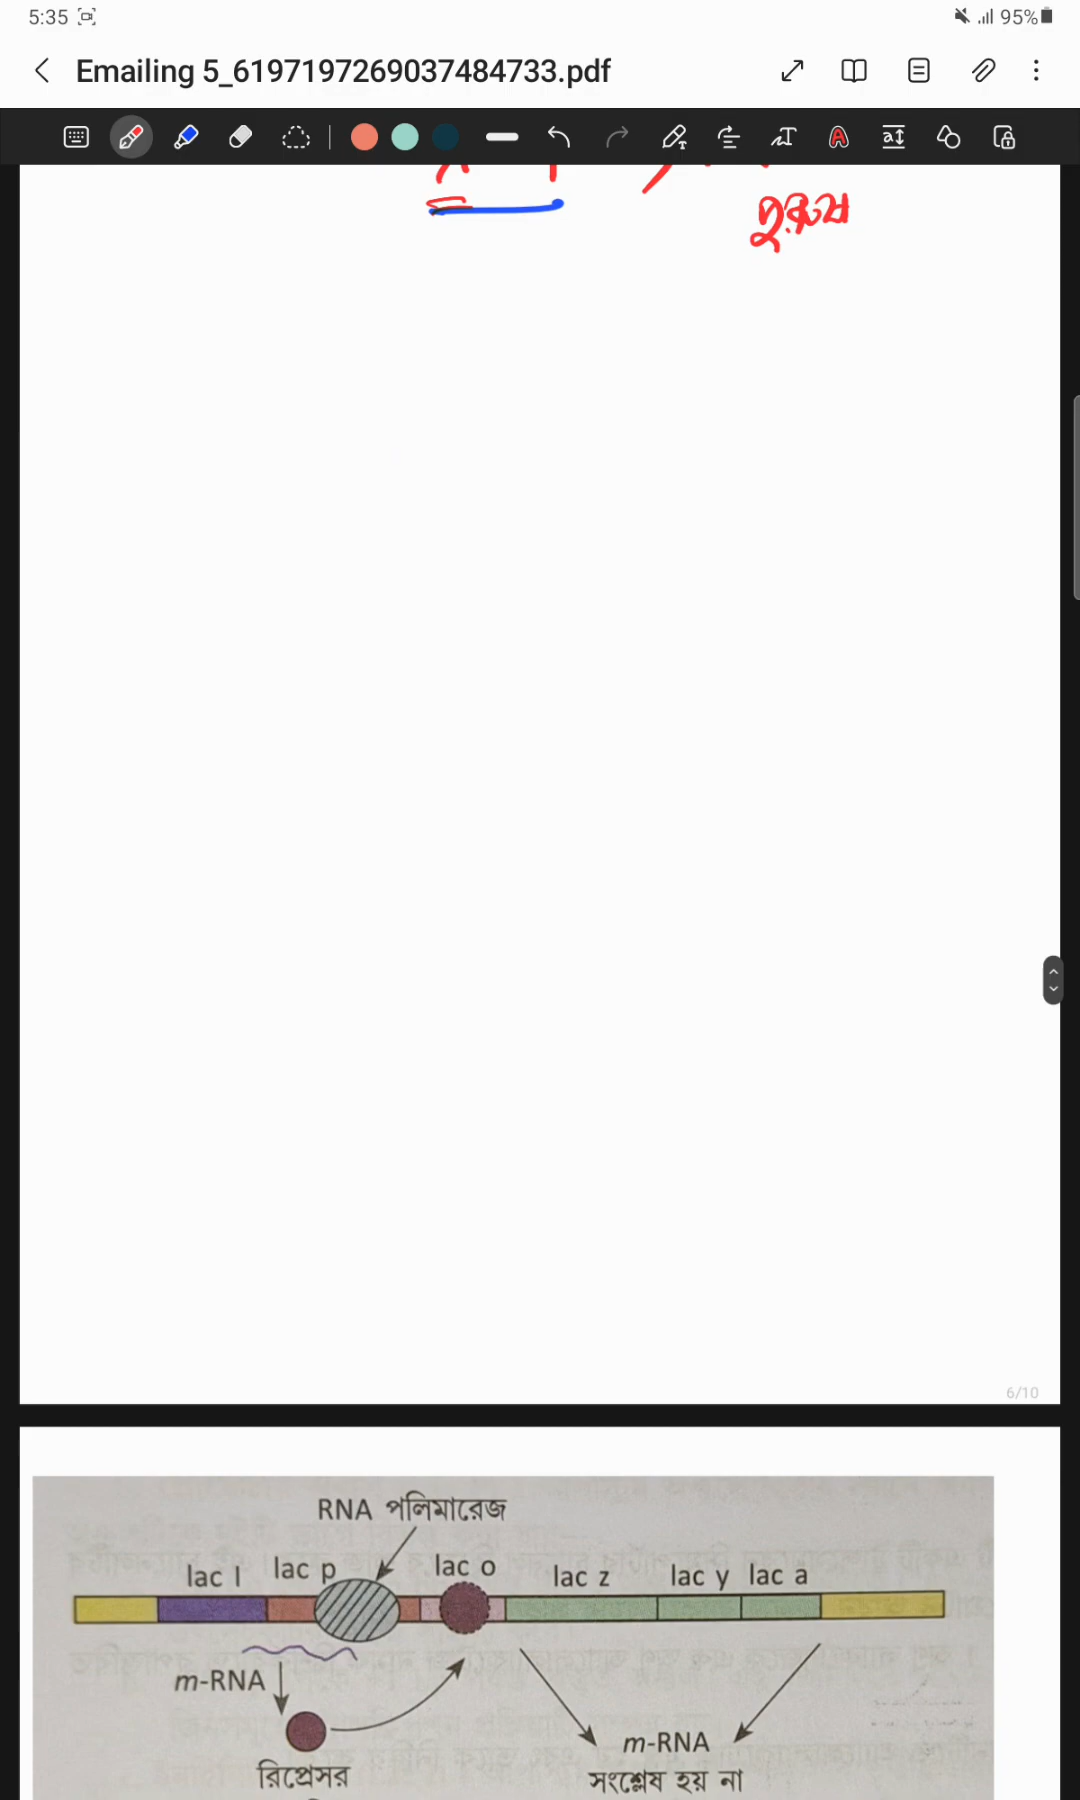 5:35
95%
Emailing 5_6197197269037484733.pdf
6/10
RNA পলিমারেজ
lac I lac p lac o lac z lac y lac a
m-RNA
m-RNA
রিপ্রেসর সংশ্লেষ হয় না